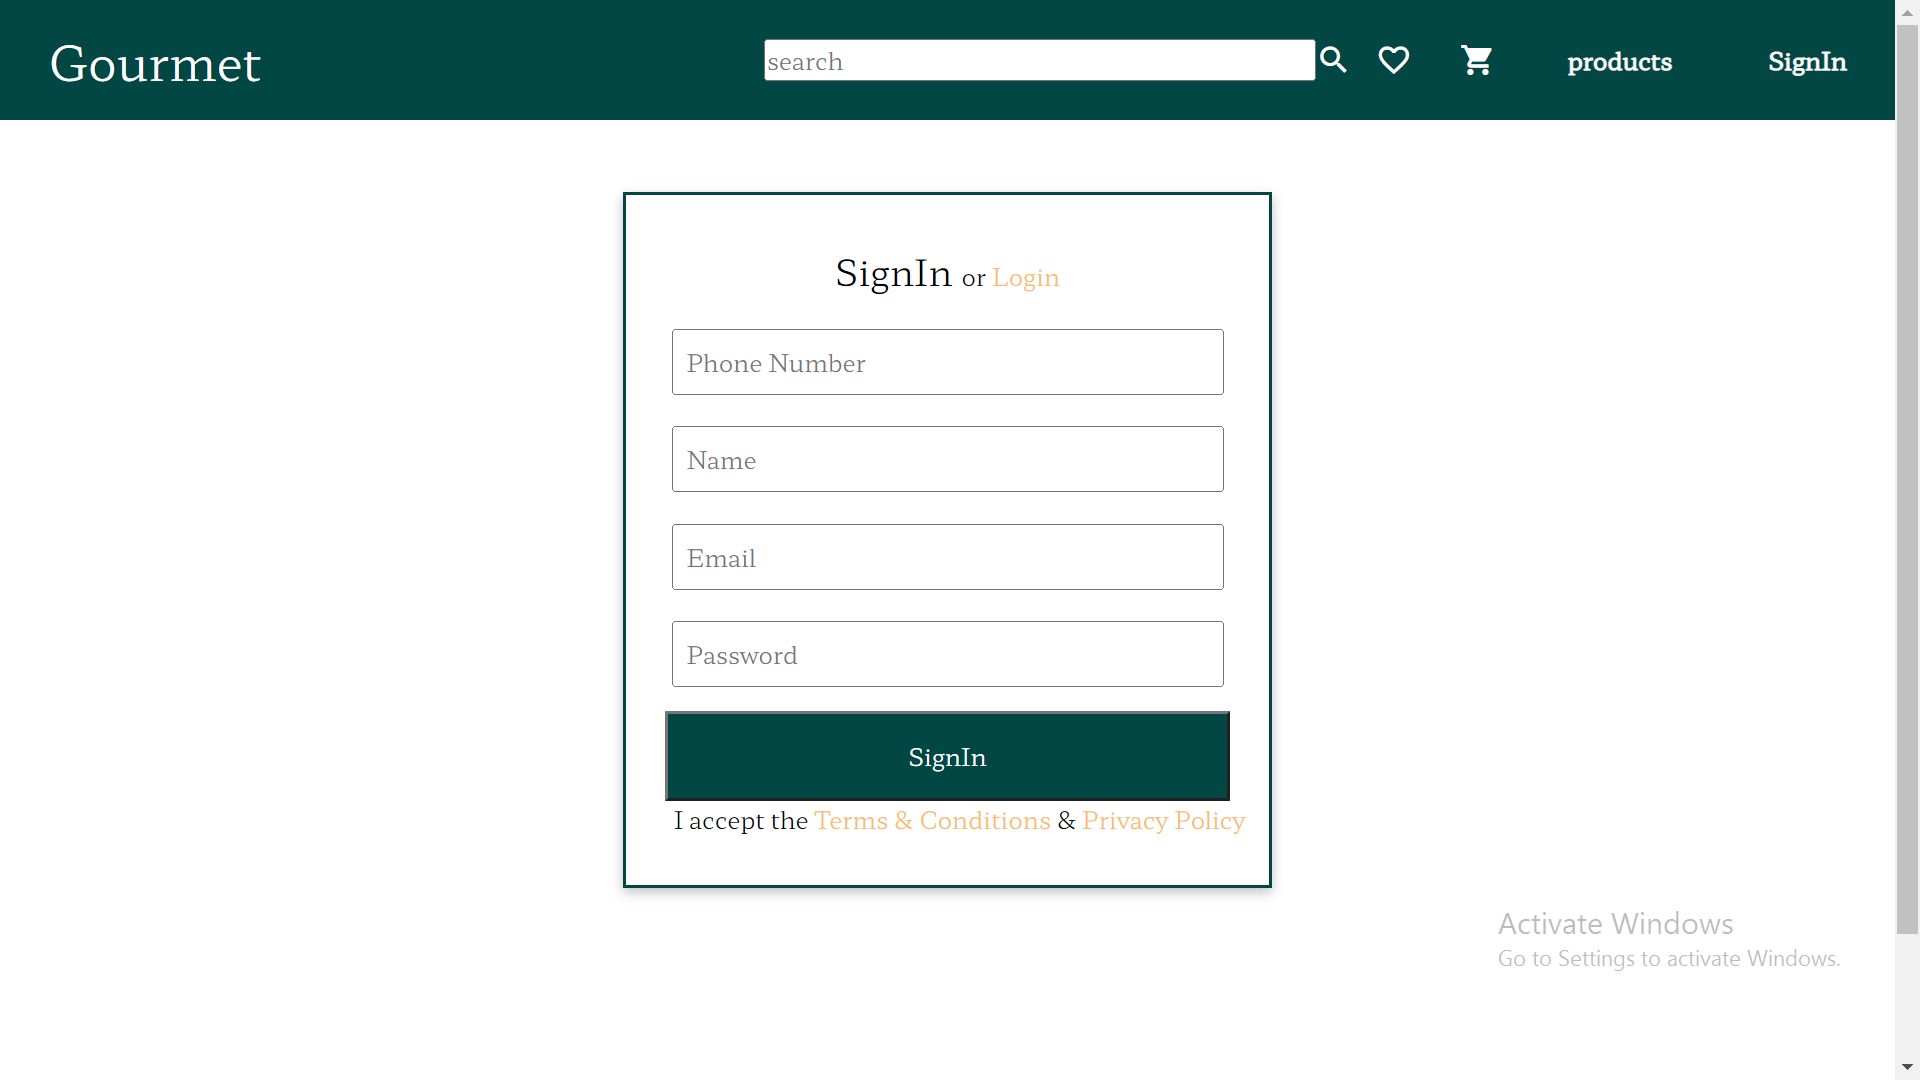 Gourmet
search
products
SignIn
SignIn or Login
Phone Number
Name
Email
Password
SignIn
I accept the Terms & Conditions & Privacy Policy
Activate Windows
Go to Settings to activate Windows.